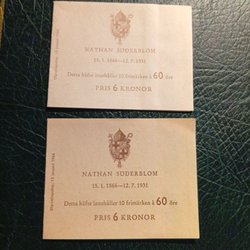 NATHAN SÖDERBLOM
15. 1. 1866—12. 7. 1931
Detta häfte innehåller 10 frimärken à 60 öre
PRIS 6 KRONOR
NATHAN SÖDERBLOM
15. 1. 1866—12. 7. 1931
Detta häfte innehåller 10 frimärken à 60 öre
PRIS 6 KRONOR